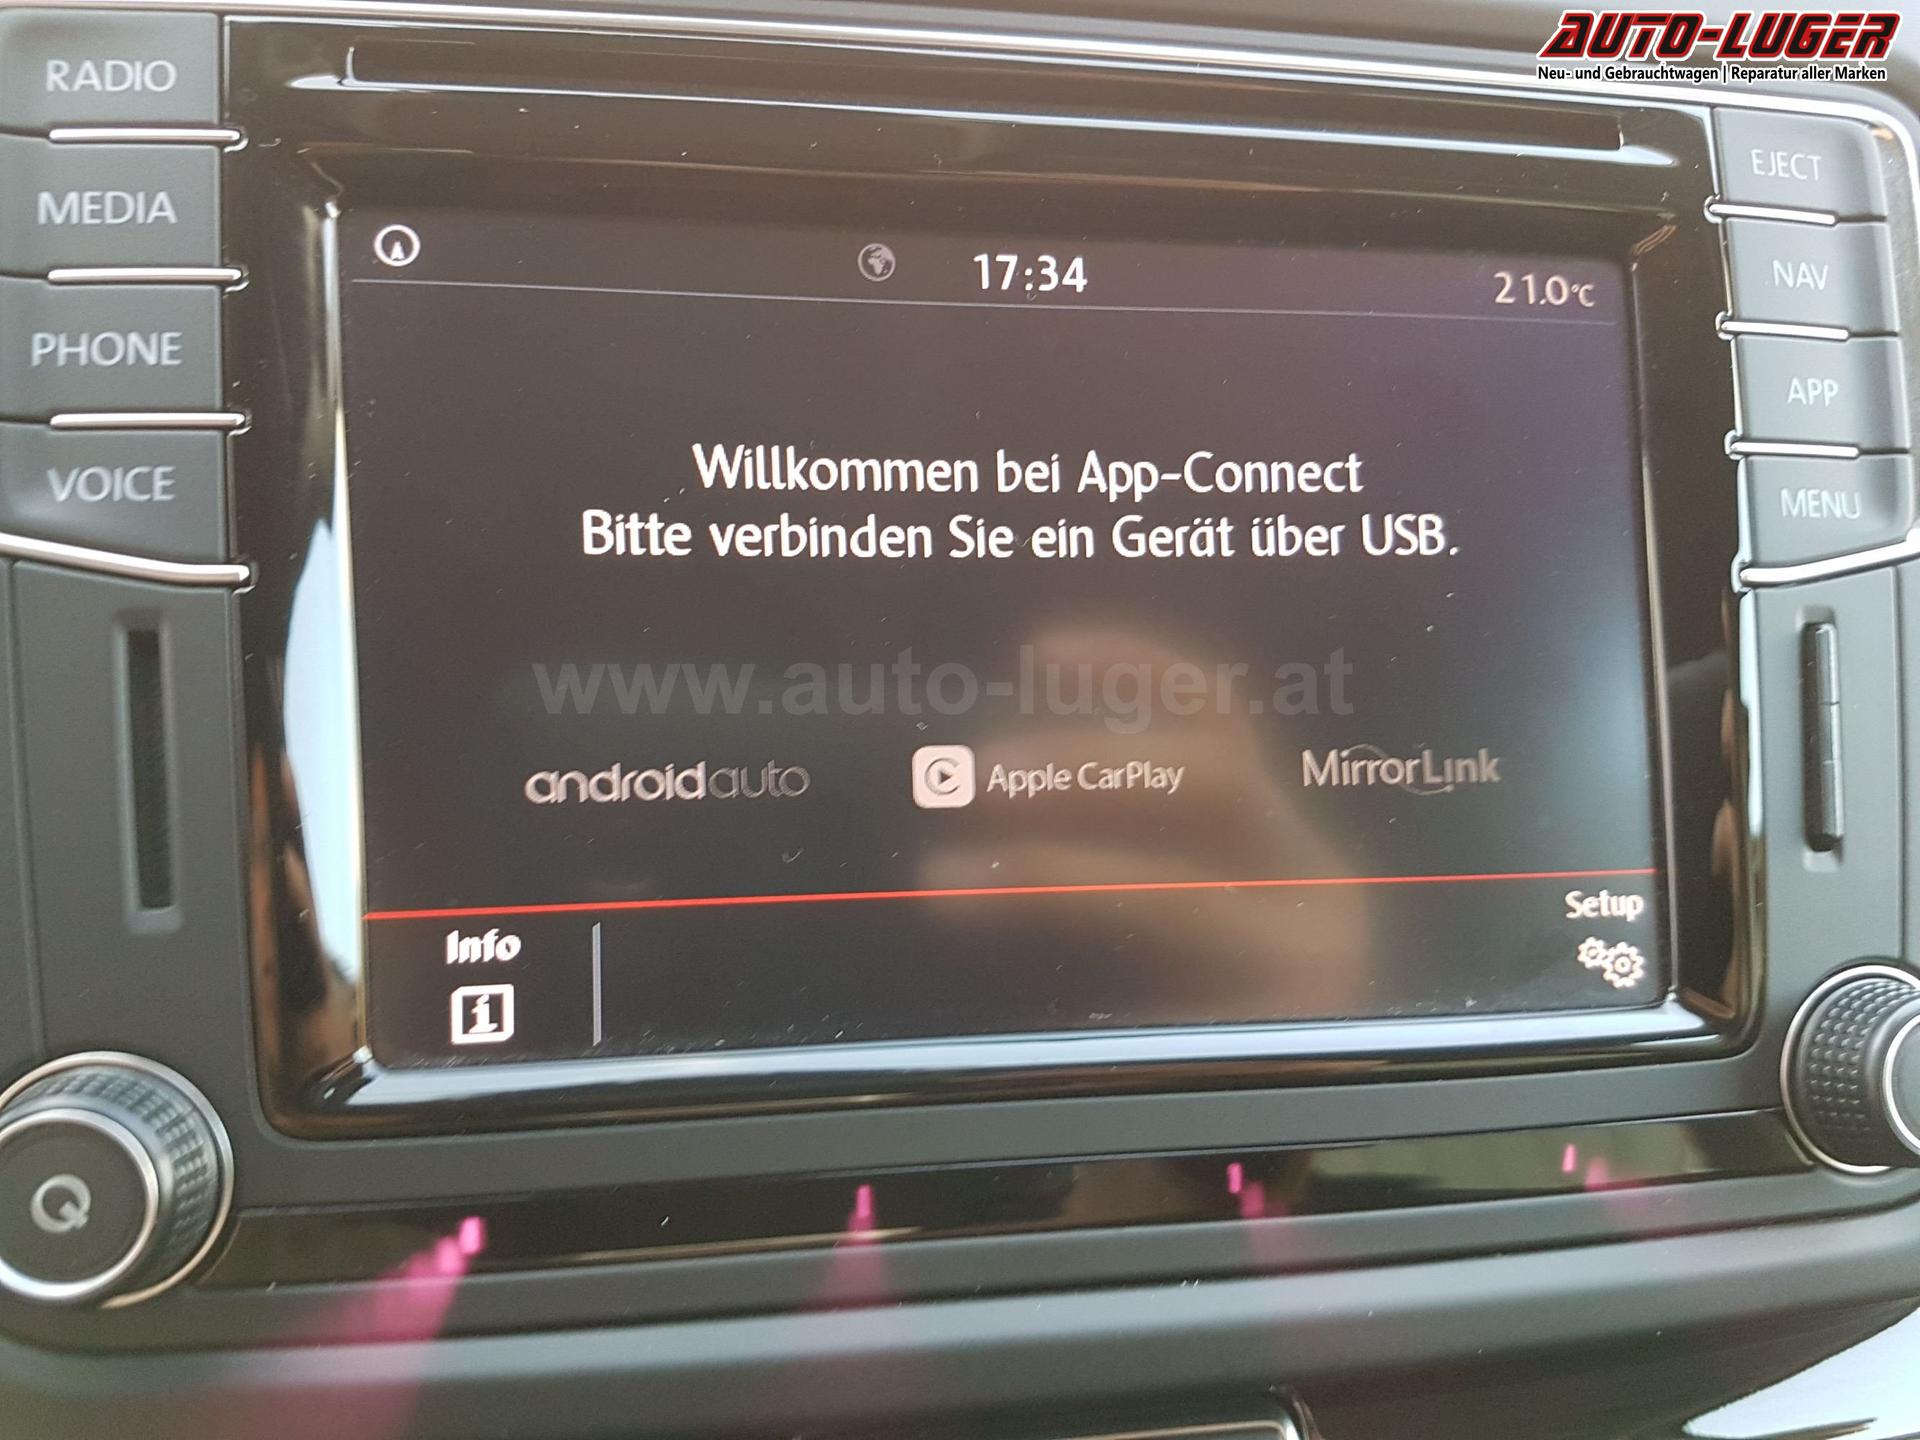 AUTO-LUGER
Neu- und Gebrauchtwagen | Reparatur aller Marken
RADIO
MEDIA
PHONE
VOICE
EJECT
NAV
APP
MENU
17:34
21.0°C
Willkommen bei App-Connect
Bitte verbinden Sie ein Gerät über USB.
www.auto-luger.at
androidauto
Apple CarPlay
MirrorLink
Info
Setup